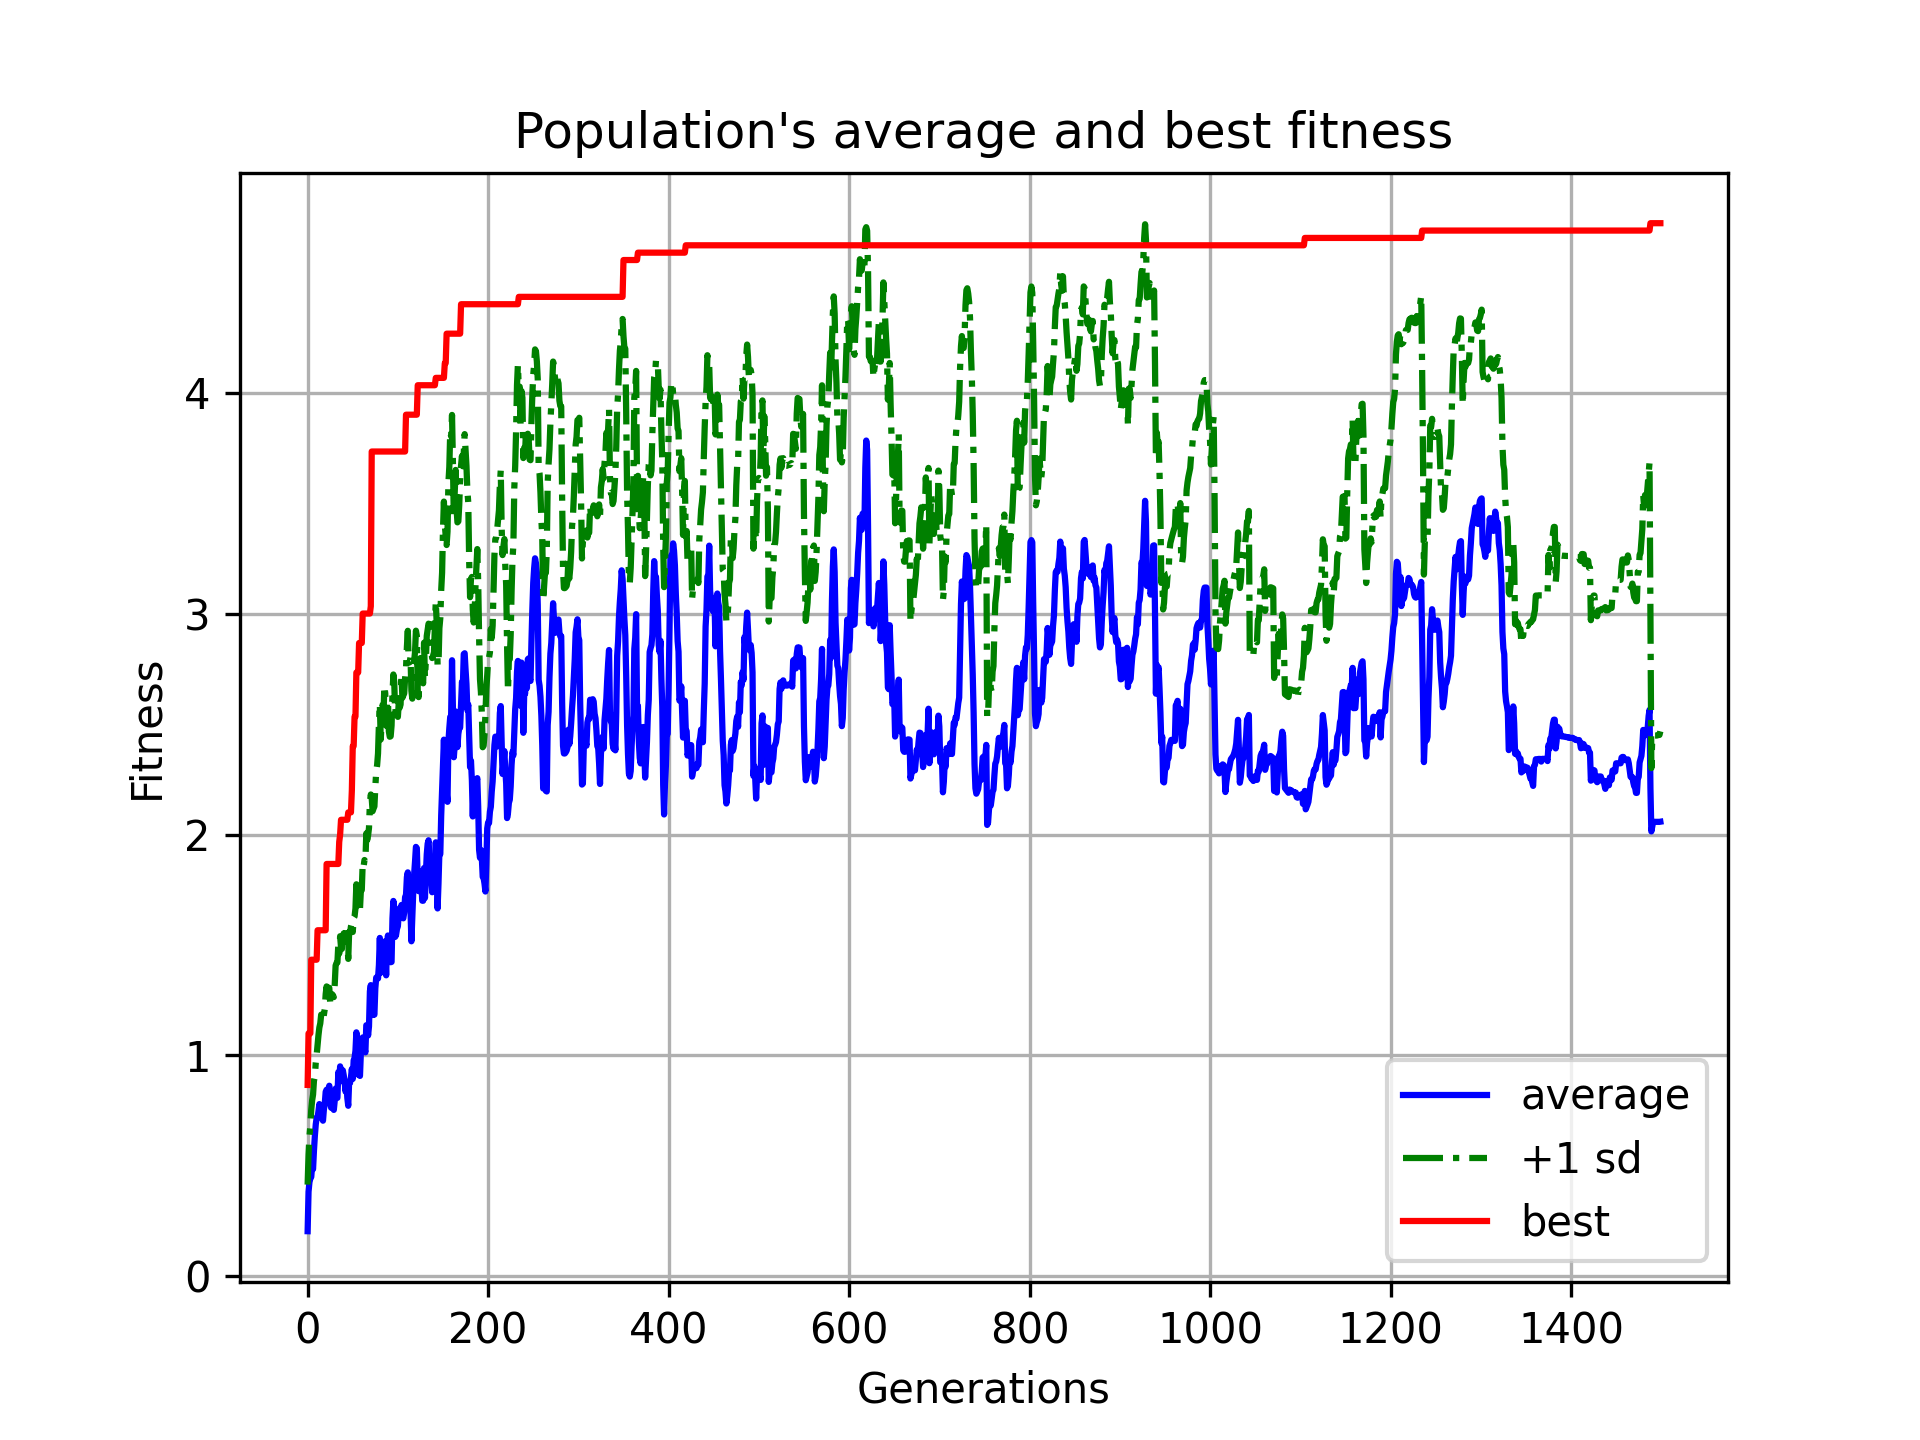 Population's average and best fitness
Fitness
4
3
2
1
0
0 200 400 600 800 1000 1200 1400
Generations
average
+1 sd
best